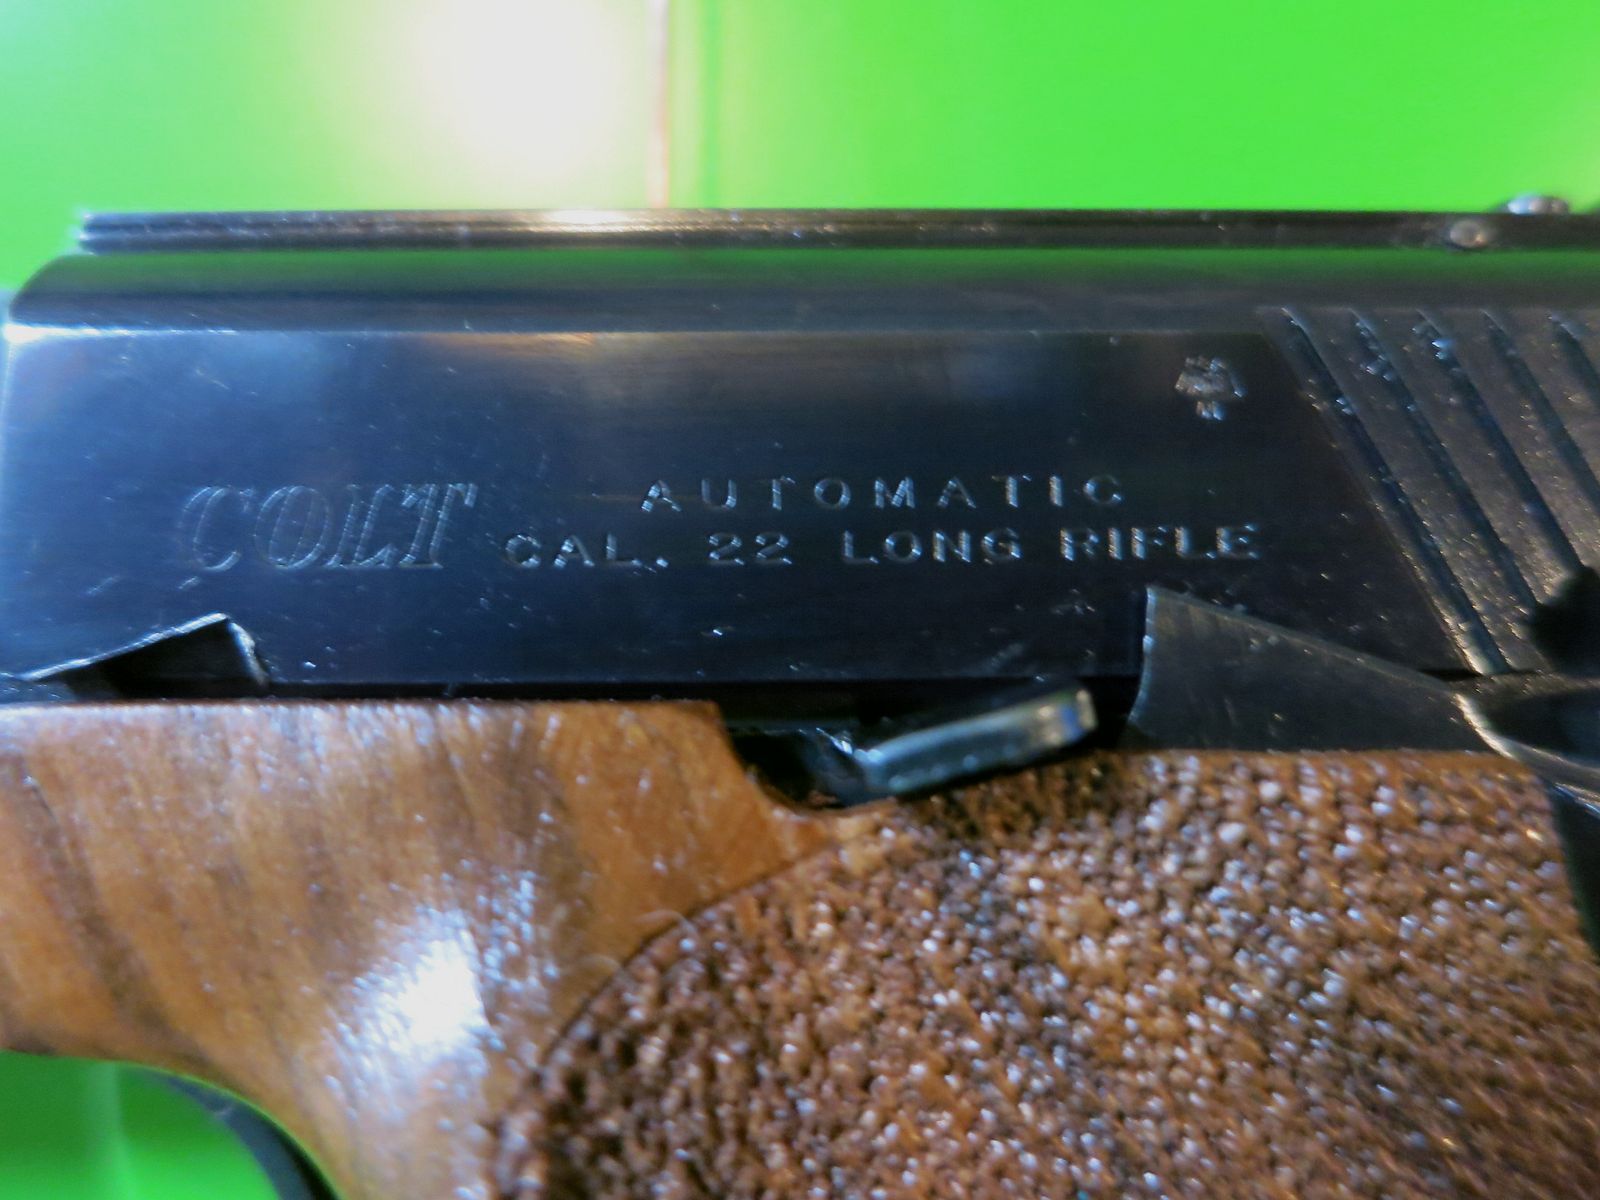 COLT
AUTOMATIC
CAL. 22 LONG RIFLE